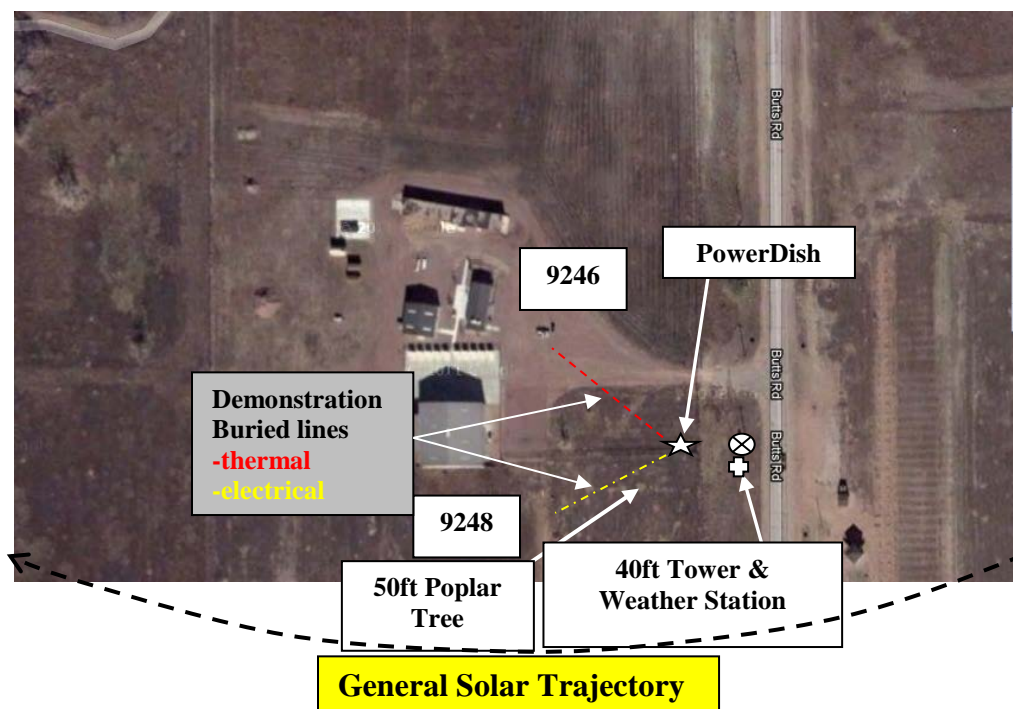 Butts Rd
PowerDish
9246
Butts Rd
Demonstration
Buried lines
-thermal
-electrical
Butts Rd
9248
50ft Poplar
Tree
40ft Tower &
Weather Station
General Solar Trajectory